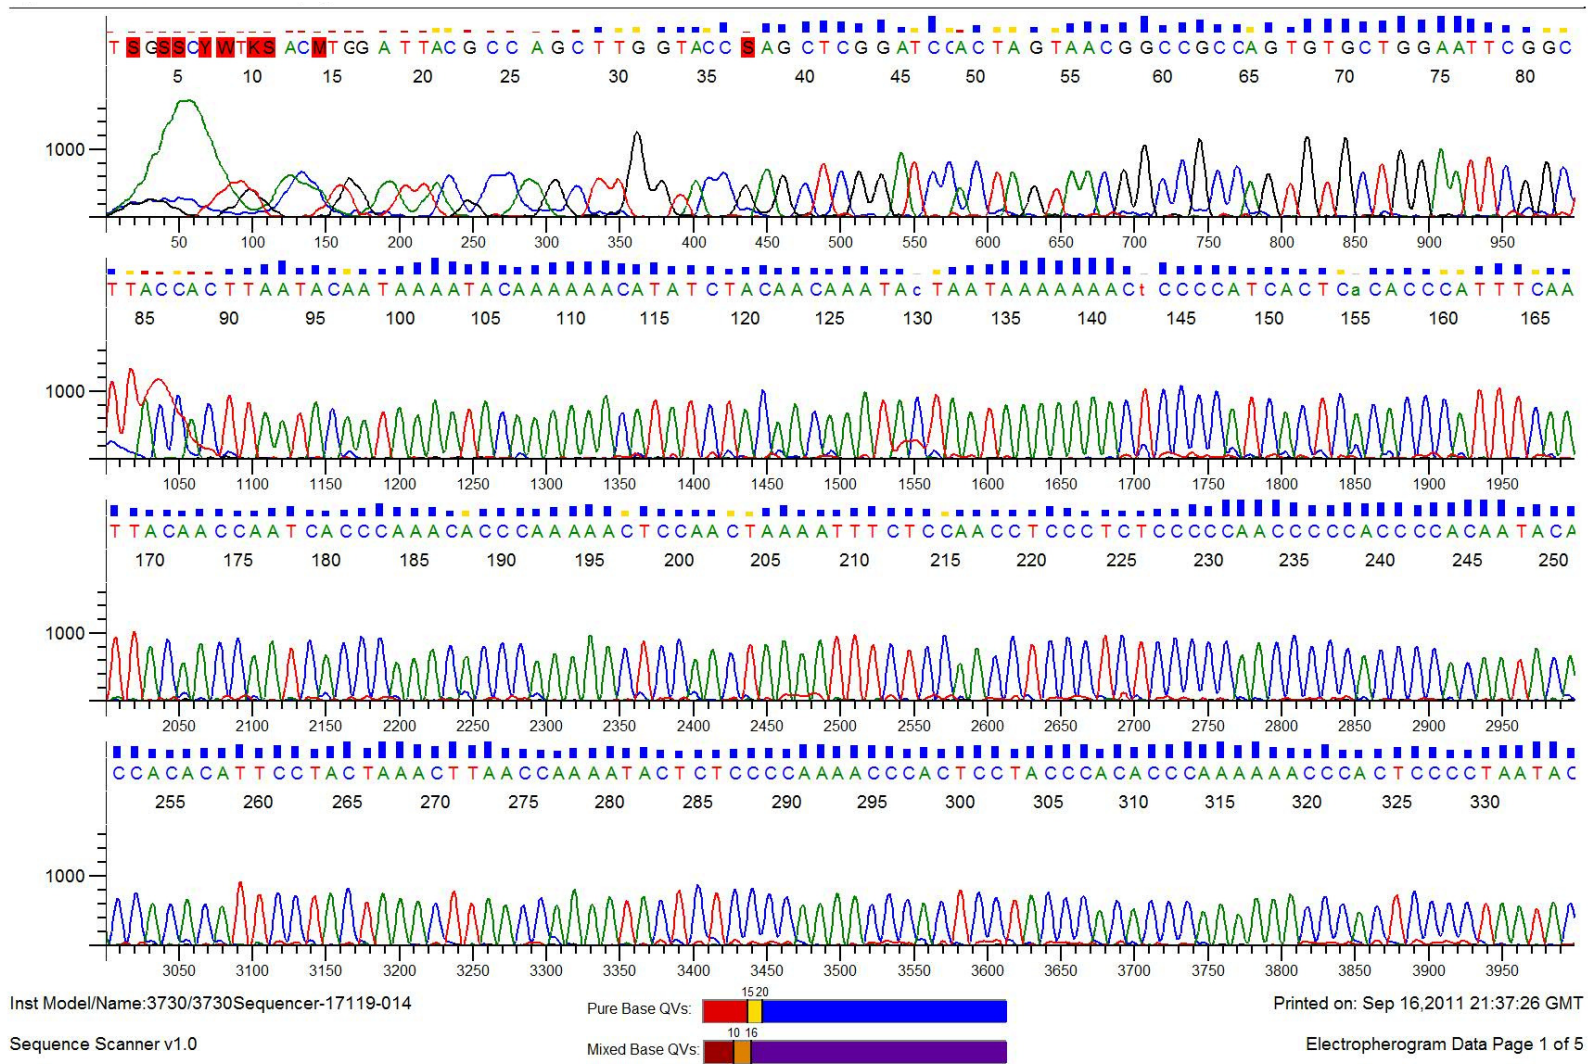 T S G S S C Y W T K S A C M T G G A T T A C G C C A G C T T G G T A C C S A G C T C G G A T C C A C T A G T A A C G G C C G C C A G T G T G C T G G A A T T C G G C
5 10 15 20 25 31 36 40 45 50 55 60 65 70 75 80
1000
50 100 150 200 250 300 350 400 450 500 550 600 650 700 750 800 850 900 950
T T A C C A C T T A A T A C A A T A A A A T A C A A A A A A C A T A T C T A C A A C A A A T A c T A A T A A A A A A A C t C C C C A T C A C T C a C A C C C A T T T C A A
85 90 95 100 105 110 115 120 125 130 135 140 145 150 155 160 165
1000
1050 1100 1150 1200 1250 1300 1350 1400 1450 1500 1550 1600 1650 1700 1750 1800 1850 1900 1950
T T A C A A C C A A T C A C C C A A A C A C C C A A A A A C T C C A A C T A A A A T T T C T C C A A C C T C C C T C T C C C C C A A C C C C C A C C C C A C A A T A C A
170 175 180 185 190 195 200 205 210 215 220 225 230 235 240 245 250
1000
2050 2100 2150 2200 2250 2300 2350 2400 2450 2500 2550 2600 2650 2700 2750 2800 2850 2900 2950
C C A C A C A T T C C T A C T A A A C T T A A C C A A A A T A C T C T C C C C A A A A C C C A C T C C T A C C C A C A C C C A A A A A A C C C A C T C C C C T A A T A C
255 260 265 270 275 280 285 290 295 300 305 310 315 320 325 330
1000
3050 3100 3150 3200 3250 3300 3350 3400 3450 3500 3550 3600 3650 3700 3750 3800 3850 3900 3950
Inst Model/Name:3730/3730Sequencer-17119-014
15 20
Pure Base QVs:
Printed on: Sep 16,2011 21:37:26 GMT
10 16
Sequence Scanner v1.0
Mixed Base QVs:
Electropherogram Data Page 1 of 5